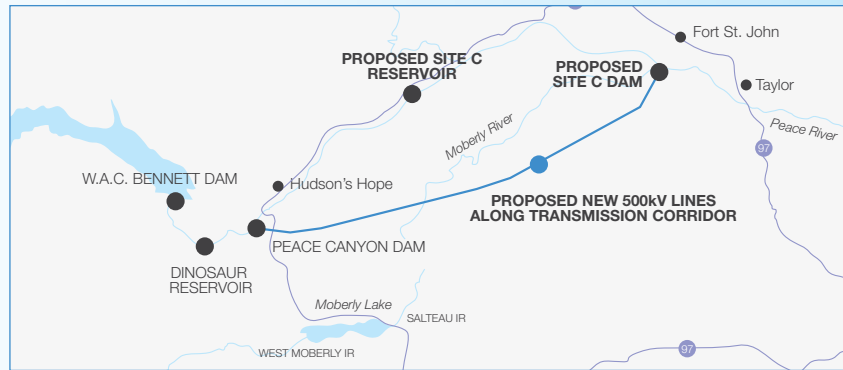 Fort St. John
PROPOSED SITE C
RESERVOIR
PROPOSED
SITE C DAM
Taylor
Peace River
Moberly River
97
W.A.C. BENNETT DAM
Hudson's Hope
PROPOSED NEW 500kV LINES
ALONG TRANSMISSION CORRIDOR
PEACE CANYON DAM
DINOSAUR
RESERVOIR
Moberly Lake
SALTEAU IR
WEST MOBERLY IR
97